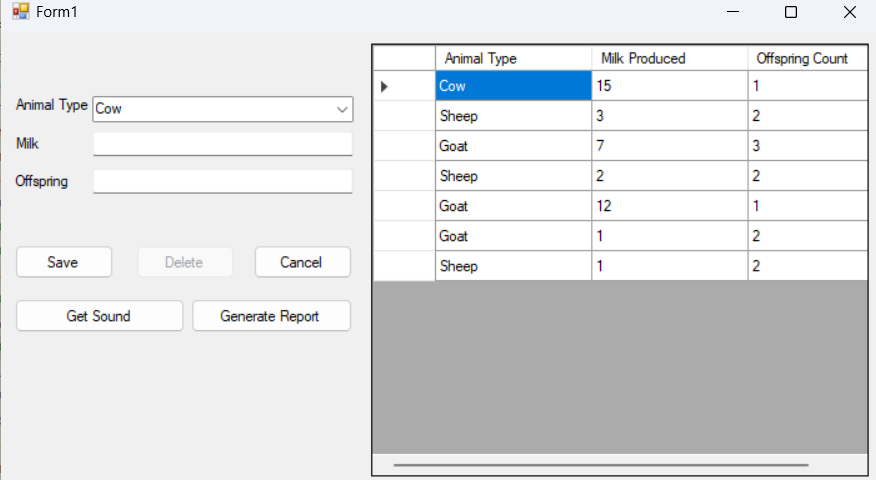 Form1
Animal Type Cow
Milk
Offspring
Save Delete Cancel
Get Sound Generate Report
Animal Type Milk Produced Offspring Count
Cow 15 1
Sheep 3 2
Goat 7 3
Sheep 2 2
Goat 12 1
Goat 1 2
Sheep 1 2